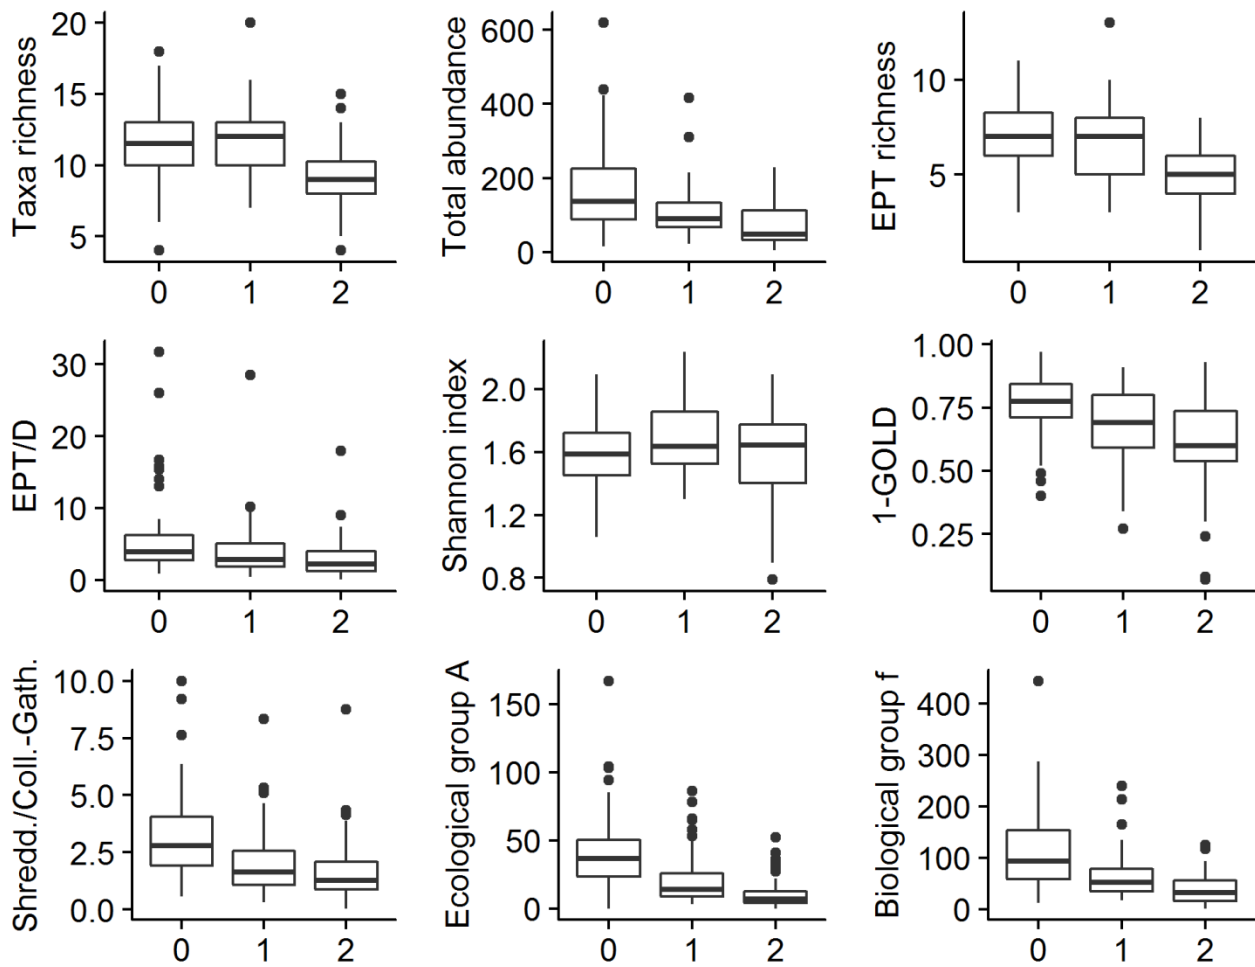 Taxa richness
20
15
10
5
0 1 2
Total abundance
600
400
200
0
0 1 2
EPT richness
10
5
0 1 2
EPT/D
30
20
10
0
0 1 2
Shannon index
2.0
1.6
1.2
0.8
0 1 2
1-GOLD
1.00
0.75
0.50
0.25
0 1 2
Shredd./Coll.-Gath.
10.0
7.5
5.0
2.5
0.0
0 1 2
Ecological group A
150
100
50
0
0 1 2
Biological group f
400
300
200
100
0
0 1 2